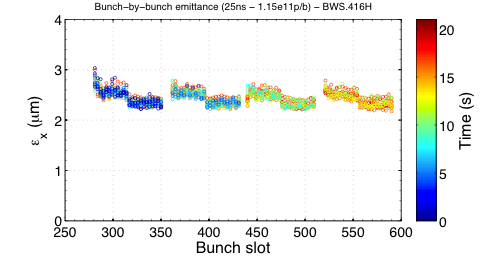 Bunch−by−bunch emittance (25ns − 1.15e11p/b) − BWS.416H
4
3
2
1
0
εx (μm)
250 300 350 400 450 500 550 600
Bunch slot
20
15
10
5
0
Time (s)